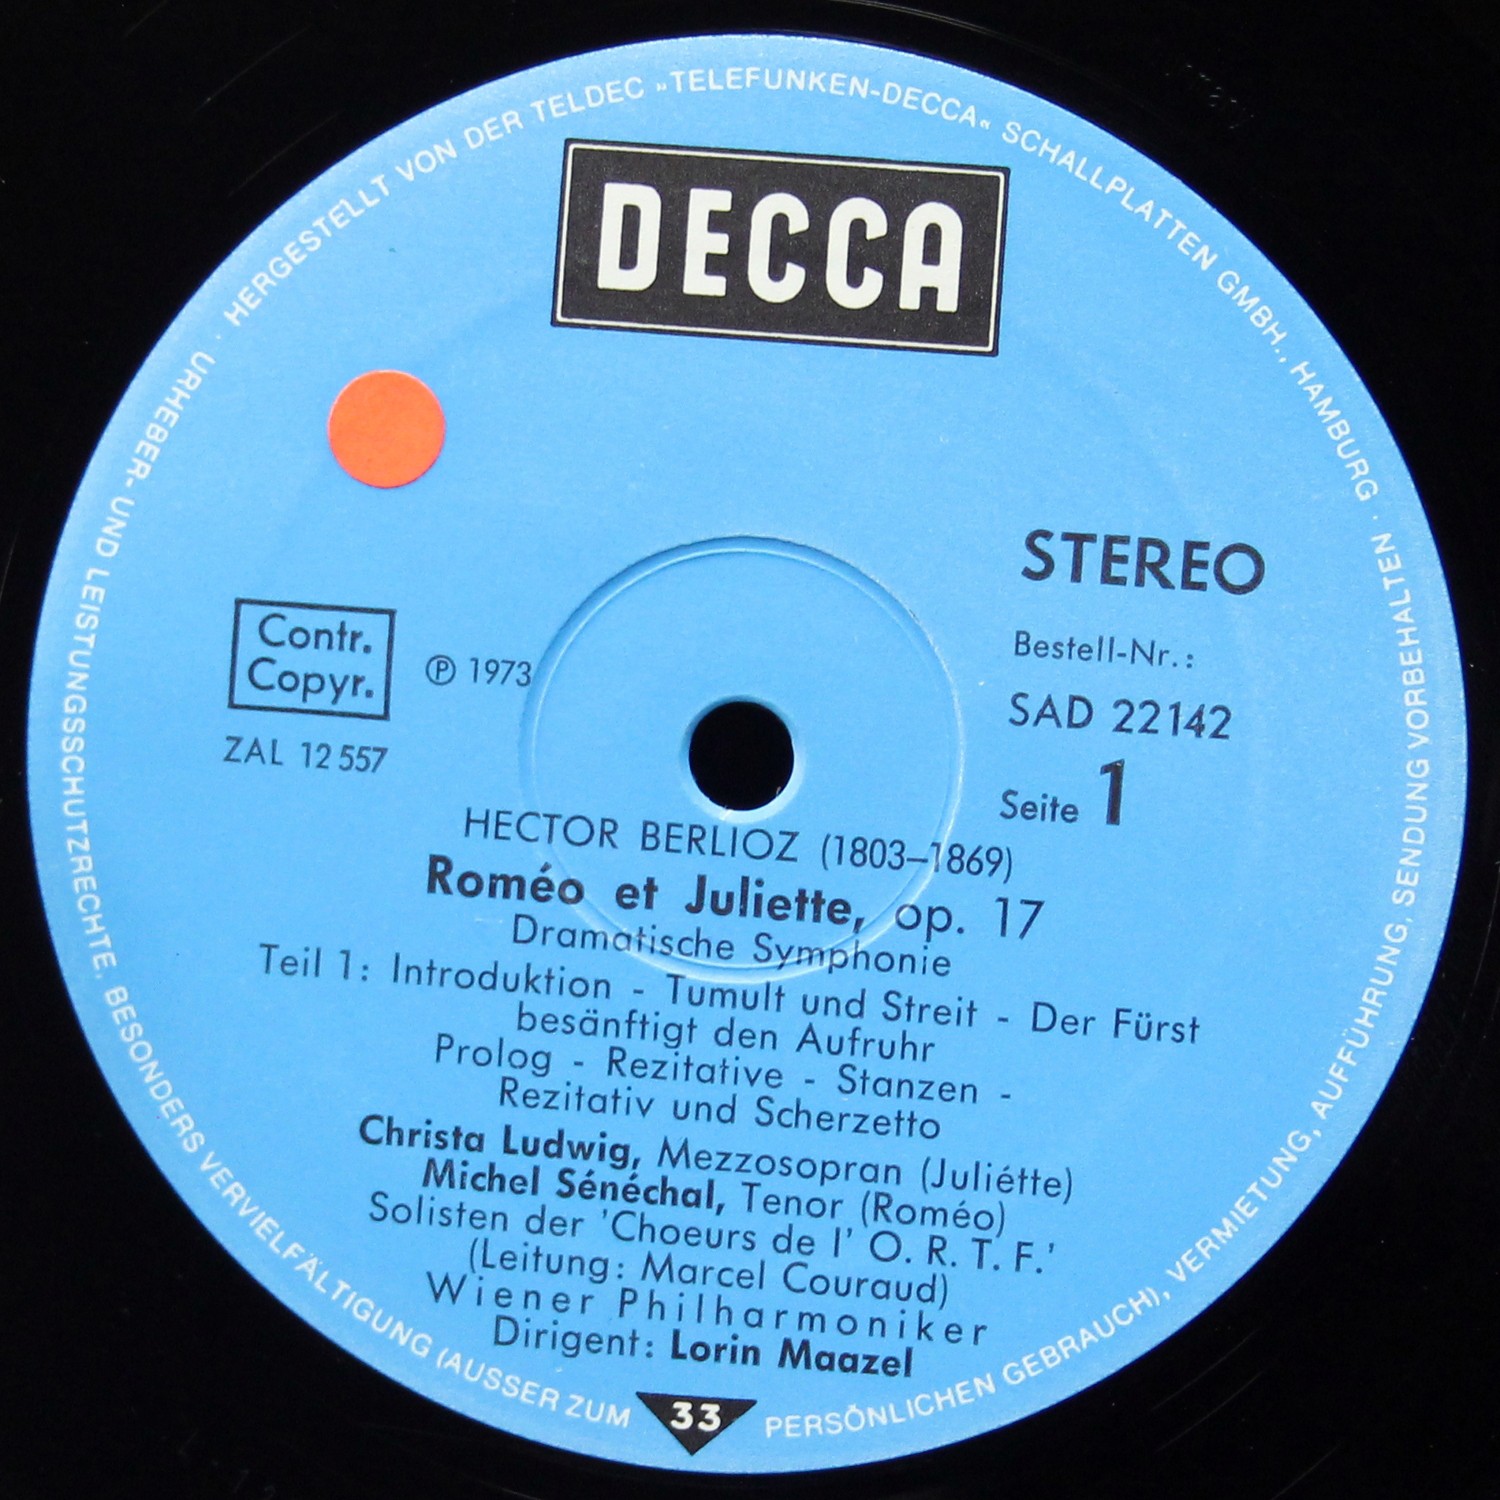 HERGESTELLT VON DER TELDEC »TELEFUNKEN-DECCA« SCHALLPLATTEN GMBH., HAMBURG · URHEBER- UND LEISTUNGSSCHUTZRECHTE. BESONDERS VERVIELFÄLTIGUNG (AUSSER ZUM PERSÖNLICHEN GEBRAUCH), VERMIETUNG, AUFFÜHRUNG, SENDUNG VORBEHALTEN ·
DECCA
STEREO
Bestell-Nr.:
SAD 22142
Seite 1
Contr.
Copyr.
℗ 1973
ZAL 12 557
HECTOR BERLIOZ (1803–1869)
Roméo et Juliette, op. 17
Dramatische Symphonie
Teil 1: Introduktion - Tumult und Streit - Der Fürst
besänftigt den Aufruhr
Prolog - Rezitative - Stanzen -
Rezitativ und Scherzetto
Christa Ludwig, Mezzosopran (Juliétte)
Michel Sénéchal, Tenor (Roméo)
Solisten der 'Choeurs de l' O. R. T. F.'
(Leitung: Marcel Couraud)
Wiener Philharmoniker
Dirigent: Lorin Maazel
33